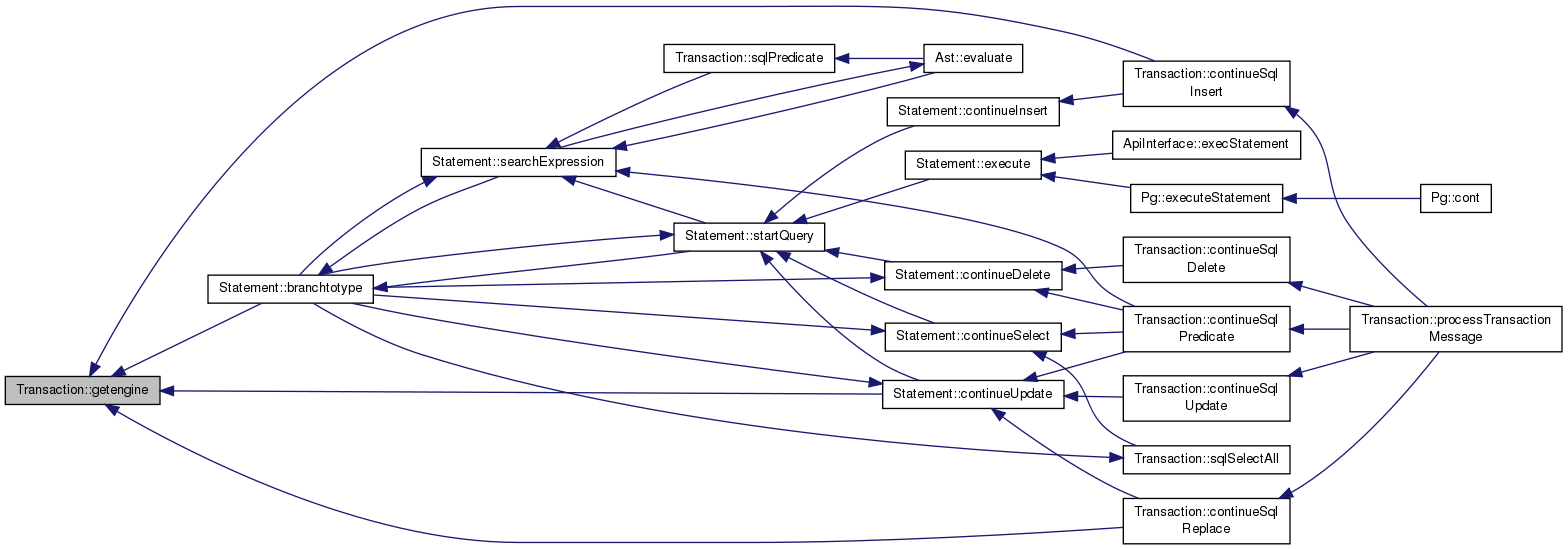 Transaction::getengine
Statement::branchtotype
Statement::searchExpression
Transaction::sqlPredicate
Statement::startQuery
Ast::evaluate
Statement::continueInsert
Statement::execute
Statement::continueDelete
Statement::continueSelect
Statement::continueUpdate
Transaction::continueSql
Insert
ApiInterface::execStatement
Pg::executeStatement
Transaction::continueSql
Delete
Transaction::continueSql
Predicate
Transaction::continueSql
Update
Transaction::sqlSelectAll
Transaction::continueSql
Replace
Pg::cont
Transaction::processTransaction
Message